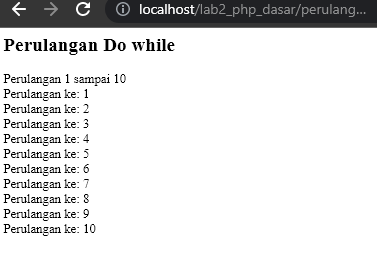 localhost/lab2_php_dasar/perulang...
Perulangan Do while
Perulangan 1 sampai 10
Perulangan ke: 1
Perulangan ke: 2
Perulangan ke: 3
Perulangan ke: 4
Perulangan ke: 5
Perulangan ke: 6
Perulangan ke: 7
Perulangan ke: 8
Perulangan ke: 9
Perulangan ke: 10